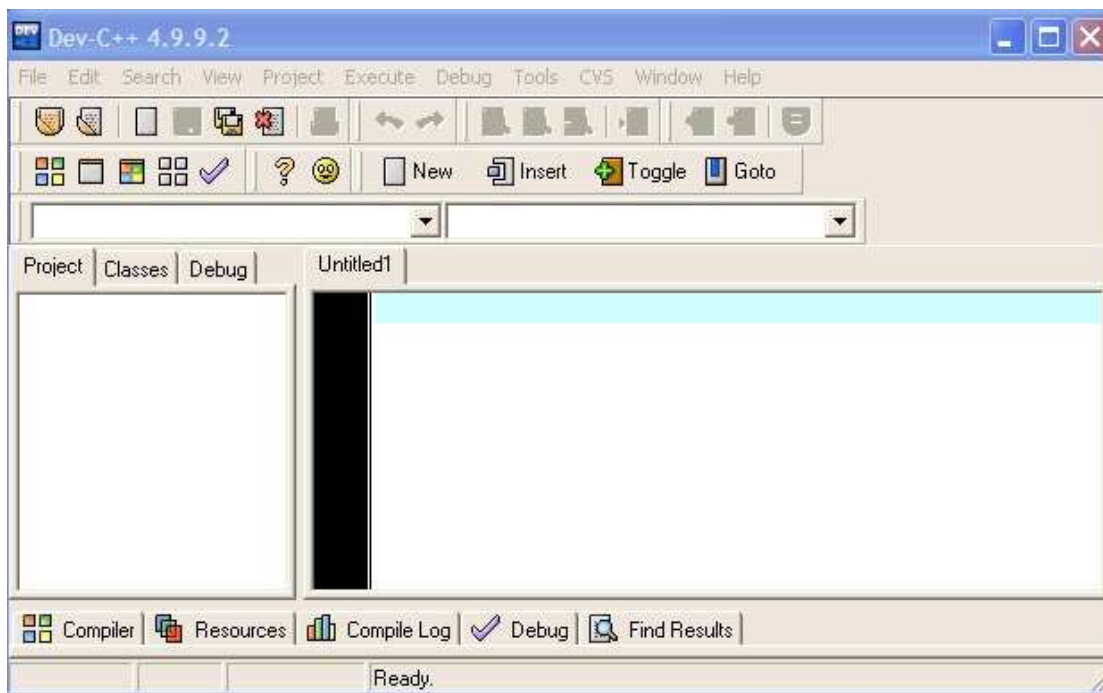 Dev-C++ 4.9.9.2
File Edit Search View Project Execute Debug Tools CVS Window Help
New Insert Toggle Goto
Project Classes Debug Untitled1
Compiler Resources Compile Log Debug Find Results
Ready.